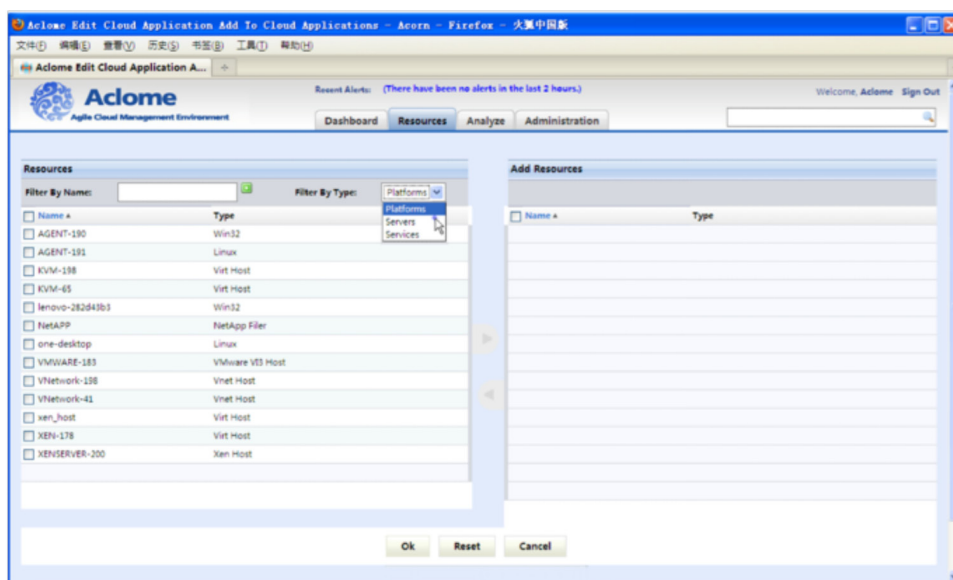 Aclome Edit Cloud Application Add To Cloud Applications - Acorn - Firefox - 火狐中国版
文件(F) 编辑(E) 查看(V) 历史(S) 书签(B) 工具(T) 帮助(H)
Aclome Edit Cloud Application A...
Aclome
Agile Cloud Management Environment
Recent Alerts: (There have been no alerts in the last 2 hours.)
Welcome, Aclome Sign Out
Dashboard Resources Analyze Administration
Resources
Add Resources
Filter By Name: Filter By Type: Platforms
Platforms
Servers
Services
Name Type
Name Type
AGENT-190 Win32
AGENT-191 Linux
KVM-198 Virt Host
KVM-65 Virt Host
lenovo-282d43b3 Win32
NetAPP NetApp Filer
one-desktop Linux
VMWARE-183 VMware VI3 Host
VNetwork-198 Vnet Host
VNetwork-41 Vnet Host
xen_host Virt Host
XEN-178 Virt Host
XENSERVER-200 Xen Host
Ok Reset Cancel